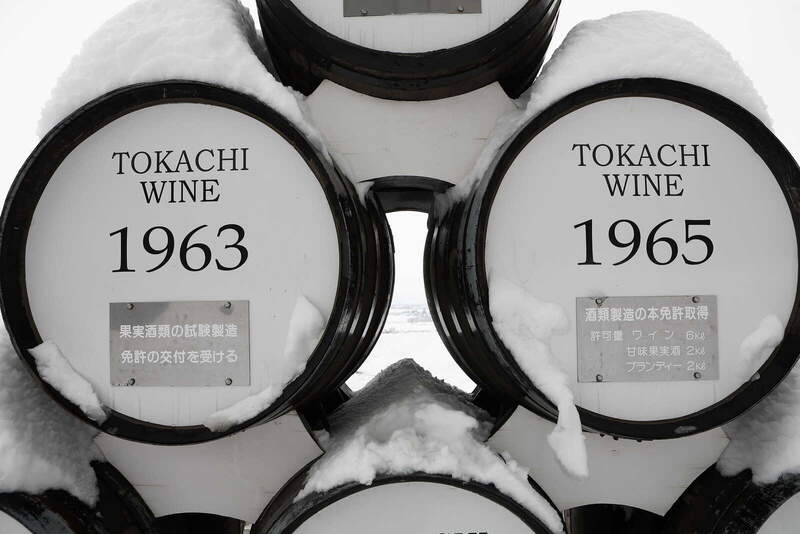 TOKACHI
WINE
1963
果実酒類の試験製造
免許の交付を受ける
TOKACHI
WINE
1965
酒類製造の本免許取得
許可量 ワイン 6㎘
甘味果実酒 2㎘
ブランディー 2㎘